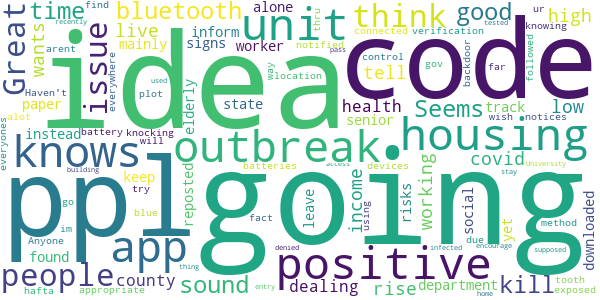 Great
time
bluetooth
unit
think
good
high
wants
issue
live
mainly
alone
inform
signs
find
thru
worker
notified
arent
recently
ur
knowing
everywhere
connected
verification
tested
pass
control
gov
far
backdoor
followed
idea
code
tell
Haven't
paper
used
plot
location
way
state
health
senior
track
low
wish
notices
alot
battery
knocking
elderly
will
instead
Seems
covid
everyones
knows
outbreak
housing
keep
try
batteries
devices
access
University
stay
building
blue
reposted
fact
leave
income
using
risks
working
social
due
yet
method
encourage
downloaded
go
im
Anyone
found
ppl
going
app
positive
infected
supposed
people
county
sound
denied
dealing
rise
department
kill
tooth
exposed
hafta
appropriate
thing
entry
home